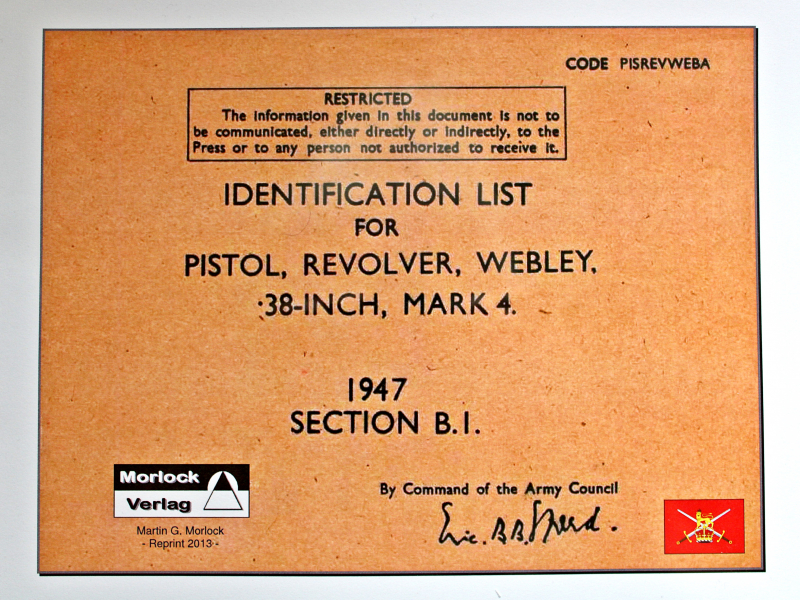 CODE PISREVWEBA
RESTRICTED
The information given in this document is not to
be communicated, either directly or indirectly, to the
Press or to any person not authorized to receive it.
IDENTIFICATION LIST
FOR
PISTOL, REVOLVER, WEBLEY,
·38-INCH, MARK 4.
1947
SECTION B.1.
By Command of the Army Council
Eric. B.B. Speed.
Morlock
Verlag
Martin G. Morlock
- Reprint 2013 -